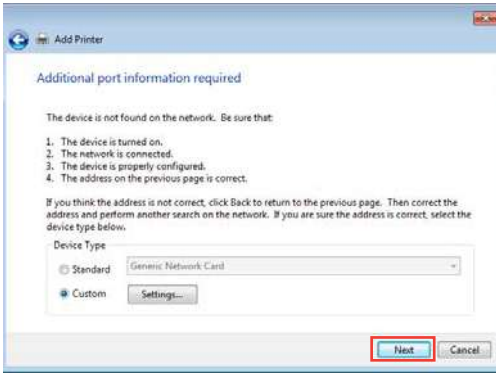 Add Printer
Additional port information required
The device is not found on the network. Be sure that:
1. The device is turned on.
2. The network is connected.
3. The device is properly configured.
4. The address on the previous page is correct.
If you think the address is not correct, click Back to return to the previous page. Then correct the
address and perform another search on the network. If you are sure the address is correct, select the
device type below.
Device Type
Standard
Generic Network Card
Custom
Settings...
Next
Cancel